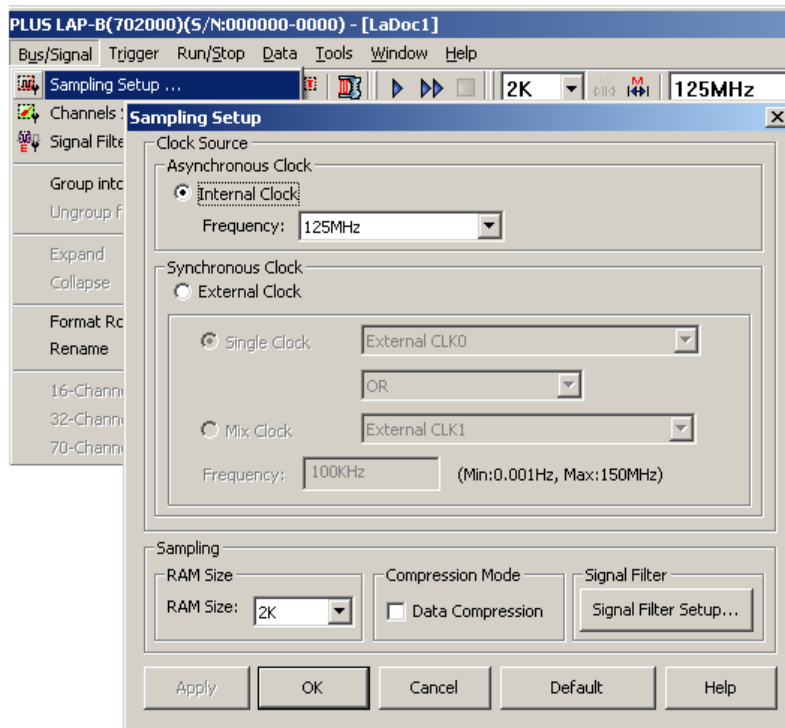 PLUS LAP-B(702000)(S/N:000000-0000) - [LaDoc1]
Bus/Signal Trigger Run/Stop Data Tools Window Help
Sampling Setup ... 2K 125MHz
Channels
Sampling Setup
Signal Filte
Clock Source
Asynchronous Clock
Internal Clock
Group into
Frequency: 125MHz
Ungroup f
Expand
Synchronous Clock
Collapse
External Clock
Format Ro
Single Clock External CLK0
Rename
OR
16-Chann
32-Chann
Mix Clock External CLK1
70-Chann
Frequency: 100KHz (Min:0.001Hz, Max:150MHz)
Sampling
RAM Size Compression Mode Signal Filter
RAM Size: 2K Data Compression Signal Filter Setup...
Apply OK Cancel Default Help